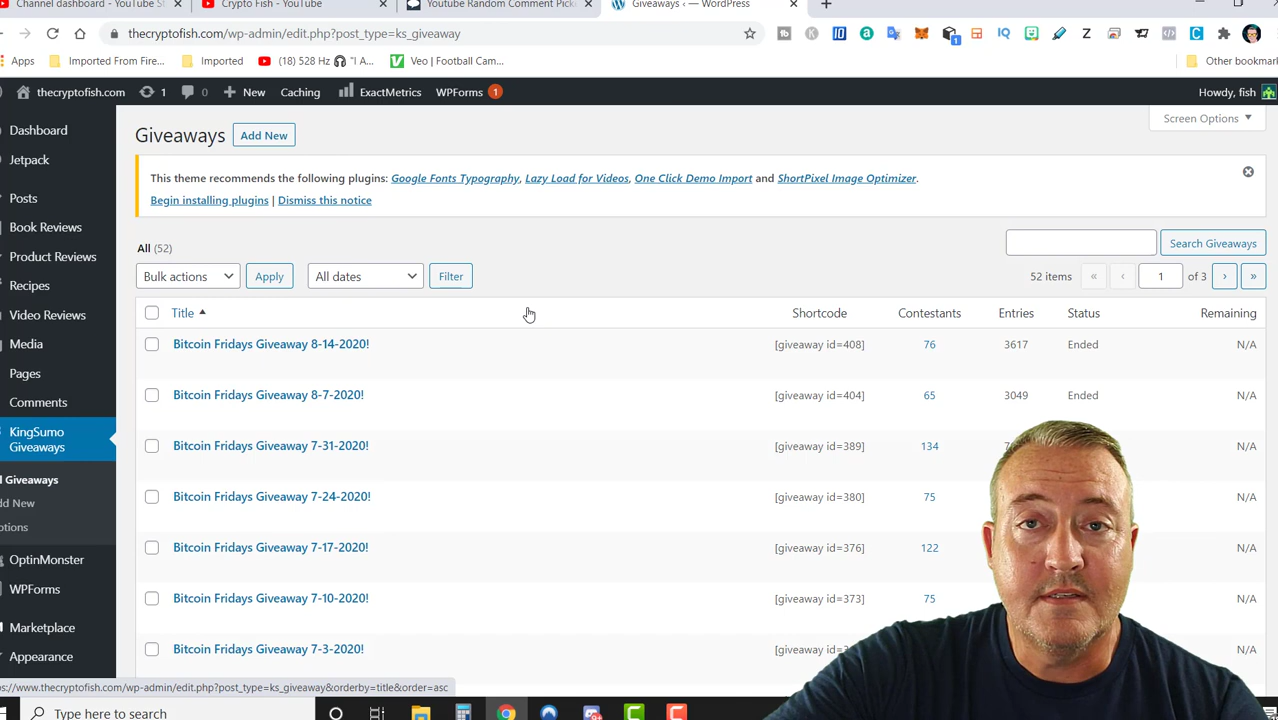 Channel dashboard - YouTube St
Crypto Fish - YouTube
Youtube Random Comment Pick
Giveaways ‹ — WordPress
thecryptofish.com/wp-admin/edit.php?post_type=ks_giveaway
Apps
Imported From Fire...
Imported
(18) 528 Hz "I A...
Veo | Football Cam...
Other bookmar
thecryptofish.com
1
0
New
Caching
ExactMetrics
WPForms 1
Howdy, fish
Dashboard
Jetpack
Posts
Book Reviews
Product Reviews
Recipes
Video Reviews
Media
Pages
Comments
KingSumo
Giveaways
Giveaways
dd New
ptions
OptinMonster
WPForms
Marketplace
Appearance
Giveaways
Add New
Screen Options
This theme recommends the following plugins: Google Fonts Typography, Lazy Load for Videos, One Click Demo Import and ShortPixel Image Optimizer.
Begin installing plugins | Dismiss this notice
All (52)
Search Giveaways
Bulk actions
Apply
All dates
Filter
52 items « ‹ 1 of 3 › »
Title Shortcode Contestants Entries Status Remaining
Bitcoin Fridays Giveaway 8-14-2020! [giveaway id=408] 76 3617 Ended N/A
Bitcoin Fridays Giveaway 8-7-2020! [giveaway id=404] 65 3049 Ended N/A
Bitcoin Fridays Giveaway 7-31-2020! [giveaway id=389] 134 N/A
Bitcoin Fridays Giveaway 7-24-2020! [giveaway id=380] 75 N/A
Bitcoin Fridays Giveaway 7-17-2020! [giveaway id=376] 122 N/A
Bitcoin Fridays Giveaway 7-10-2020! [giveaway id=373] 75 N/A
Bitcoin Fridays Giveaway 7-3-2020! [giveaway id=3 N/A
s://www.thecryptofish.com/wp-admin/edit.php?post_type=ks_giveaway&orderby=title&order=asc
Type here to search